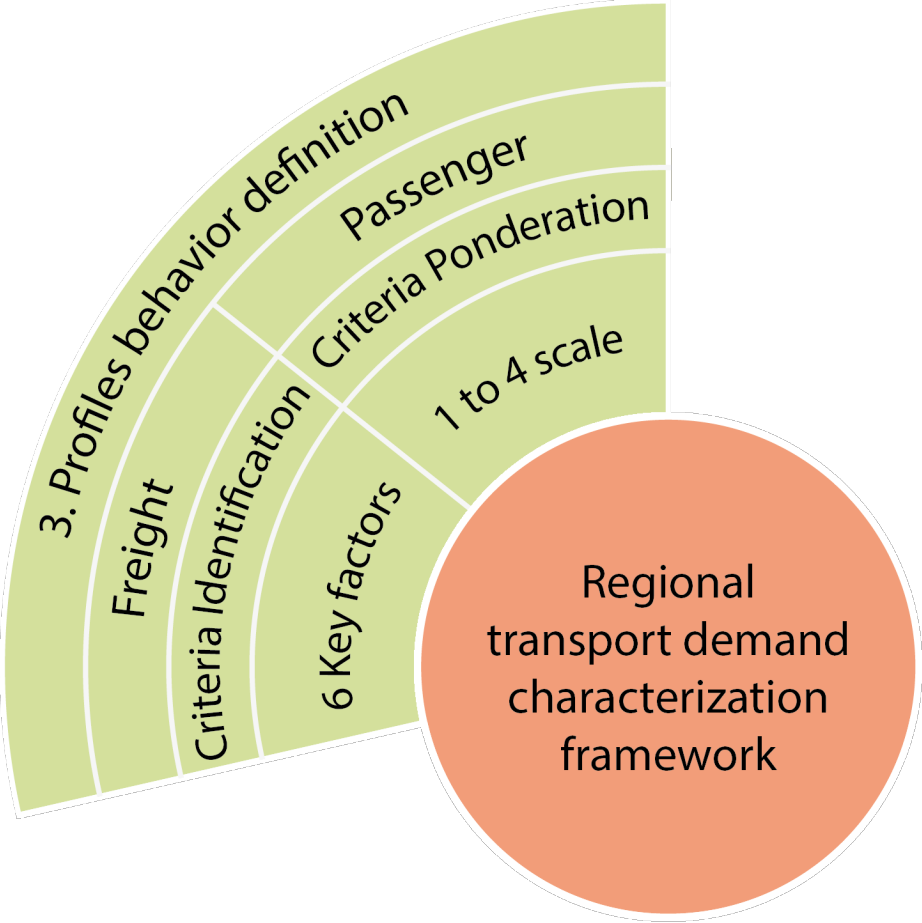 3. Profiles behavior definition
Passenger
Freight
Criteria Ponderation
Criteria Identification
1 to 4 scale
6 Key factors
Regional
transport demand
characterization
framework